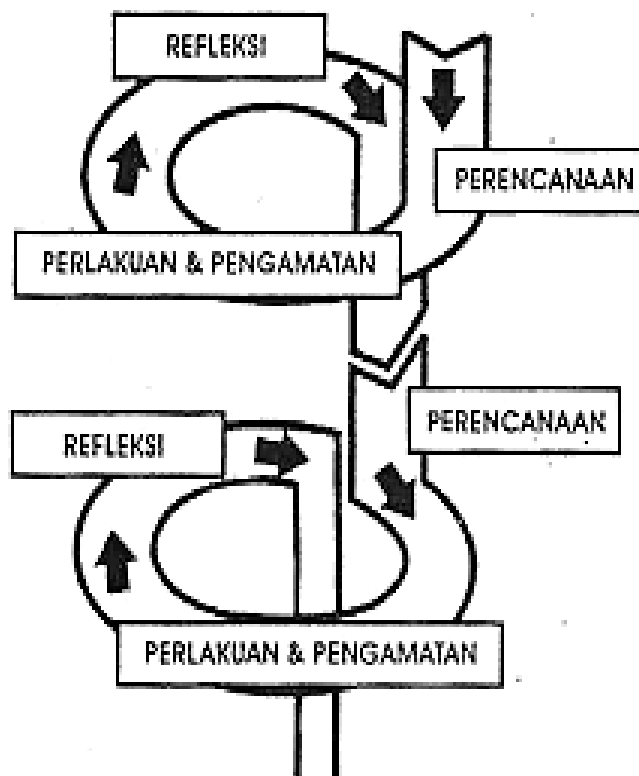 REFLEKSI
PERENCANAAN
PERLAKUAN & PENGAMATAN
PERENCANAAN
REFLEKSI
PERLAKUAN & PENGAMATAN